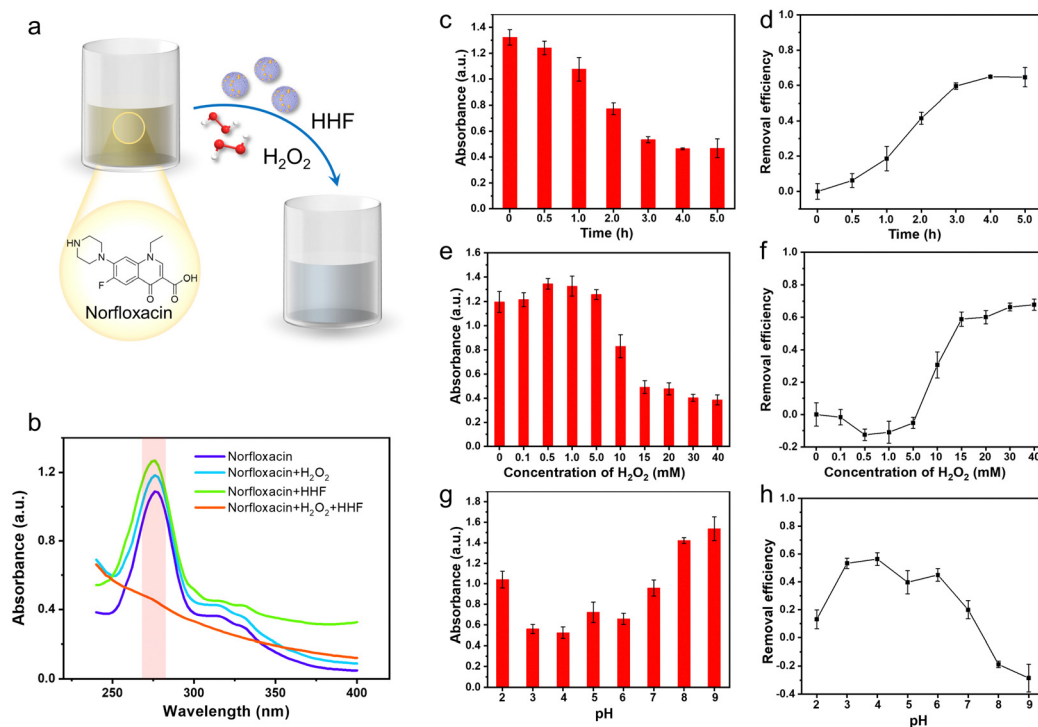 a
HHF
H₂O₂
HN
N
N
F
O
O
OH
Norfloxacin
b
Norfloxacin
Norfloxacin+H₂O₂
Norfloxacin+HHF
Norfloxacin+H₂O₂+HHF
Absorbance (a.u.)
1.2
0.8
0.4
0.0
250 300 350 400
Wavelength (nm)
c
Absorbance (a.u.)
1.4
1.2
1.0
0.8
0.6
0.4
0.2
0.0
0 0.5 1.0 2.0 3.0 4.0 5.0
Time (h)
d
Removal efficiency
1.0
0.8
0.6
0.4
0.2
0.0
0 0.5 1.0 2.0 3.0 4.0 5.0
Time (h)
e
Absorbance (a.u.)
1.6
1.4
1.2
1.0
0.8
0.6
0.4
0.2
0.0
0 0.1 0.5 1.0 5.0 10 15 20 30 40
Concentration of H₂O₂ (mM)
f
Removal efficiency
1.0
0.8
0.6
0.4
0.2
0.0
-0.2
0 0.1 0.5 1.0 5.0 10 15 20 30 40
Concentration of H₂O₂ (mM)
g
Absorbance (a.u.)
1.8
1.5
1.2
0.9
0.6
0.3
0.0
2 3 4 5 6 7 8 9
pH
h
Removal efficiency
1.0
0.8
0.6
0.4
0.2
0.0
-0.2
-0.4
2 3 4 5 6 7 8 9
pH